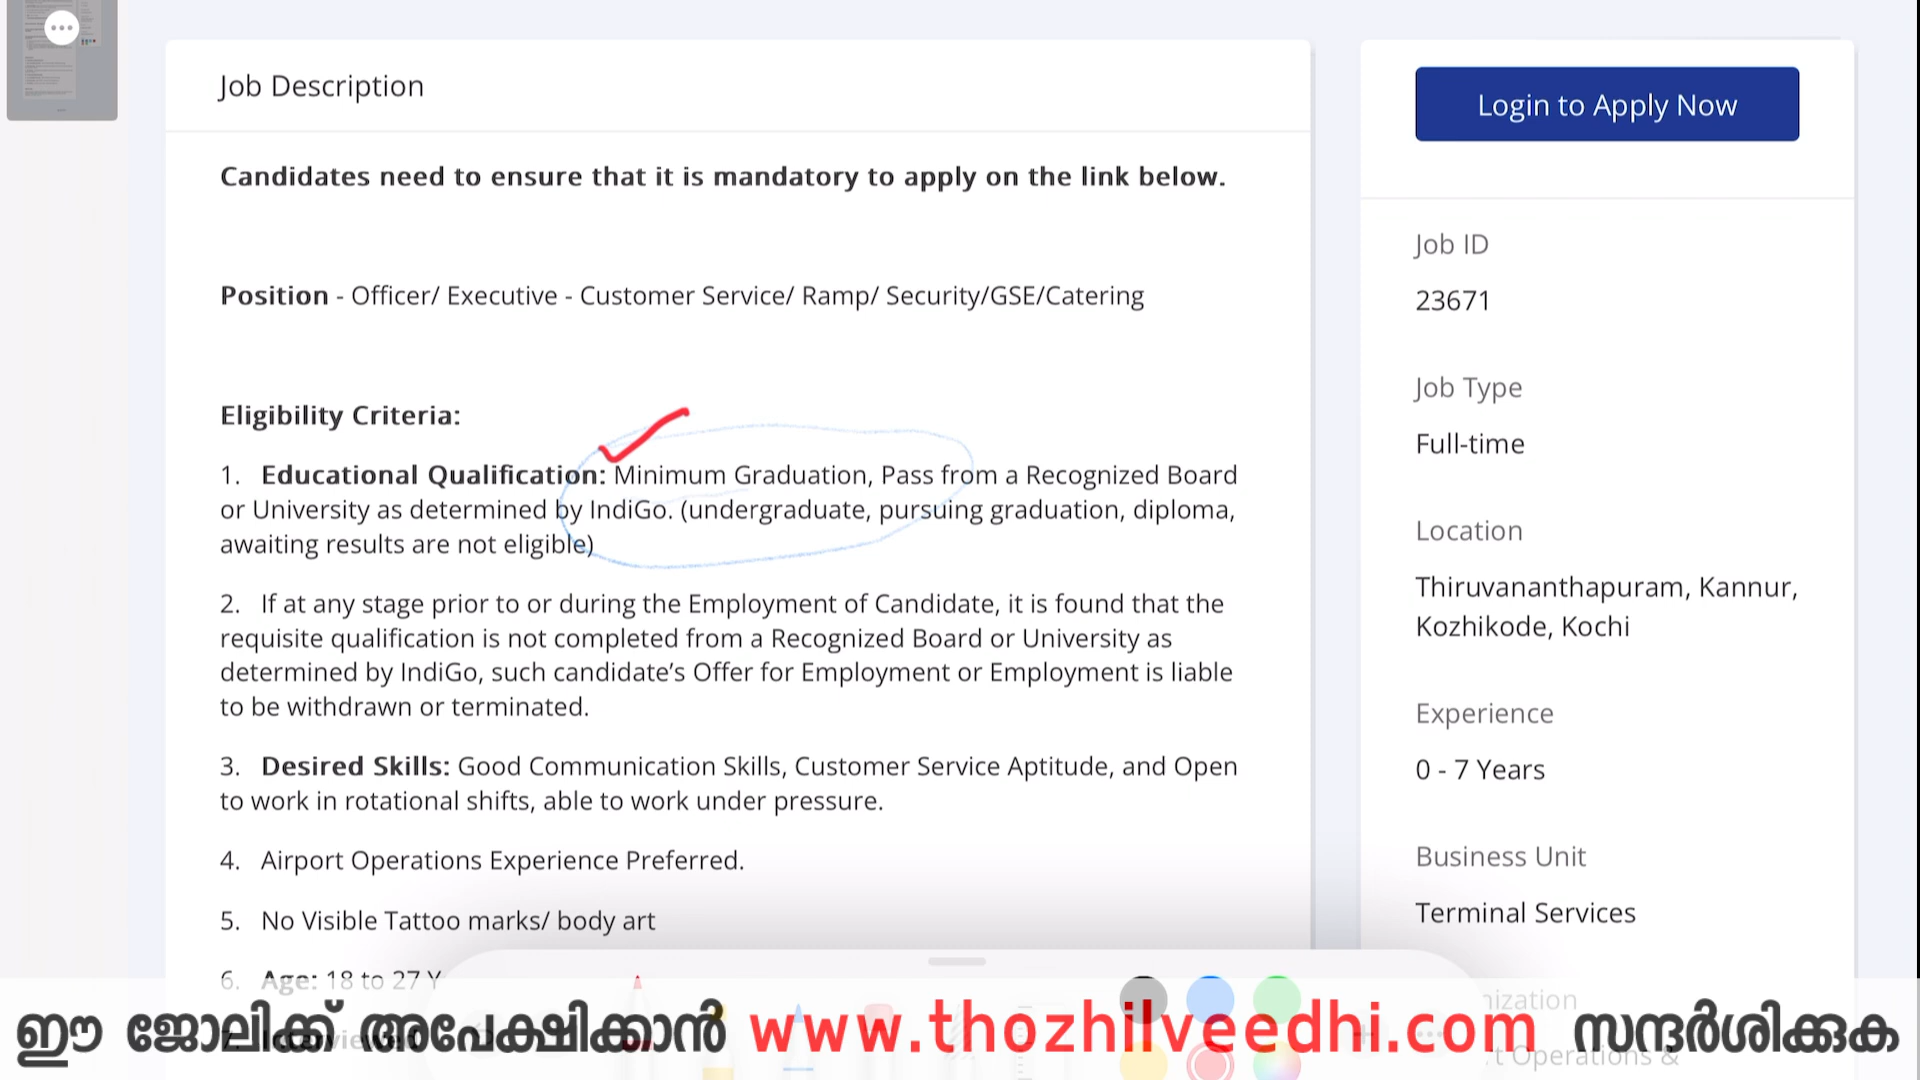 Job Description
Candidates need to ensure that it is mandatory to apply on the link below.
Position - Officer/ Executive - Customer Service/ Ramp/ Security/GSE/Catering
Eligibility Criteria:
1. Educational Qualification: Minimum Graduation, Pass from a Recognized Board
or University as determined by IndiGo. (undergraduate, pursuing graduation, diploma,
awaiting results are not eligible)
2. If at any stage prior to or during the Employment of Candidate, it is found that the
requisite qualification is not completed from a Recognized Board or University as
determined by IndiGo, such candidate’s Offer for Employment or Employment is liable
to be withdrawn or terminated.
3. Desired Skills: Good Communication Skills, Customer Service Aptitude, and Open
to work in rotational shifts, able to work under pressure.
4. Airport Operations Experience Preferred.
5. No Visible Tattoo marks/ body art
6. Age: 18 to 27 Y
Login to Apply Now
Job ID
23671
Job Type
Full-time
Location
Thiruvananthapuram, Kannur,
Kozhikode, Kochi
Experience
0 - 7 Years
Business Unit
Terminal Services
ഈ ജോലിക്ക് അപേക്ഷിക്കാൻ www.thozhilveedhi.com സന്ദർശിക്കുക